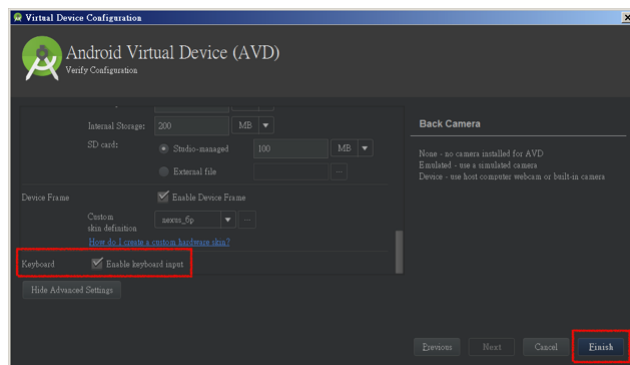 Virtual Device Configuration
Android Virtual Device (AVD)
Verify Configuration
Internal Storage: 200 MB
SD card: Studio-managed 100 MB
External file
Device Frame Enable Device Frame
Custom
skin definition nexus_6p
How do I create a custom hardware skin?
Keyboard Enable keyboard input
Hide Advanced Settings
Back Camera
None - no camera installed for AVD
Emulated - use a simulated camera
Device - use host computer webcam or built-in camera
Previous Next Cancel Finish